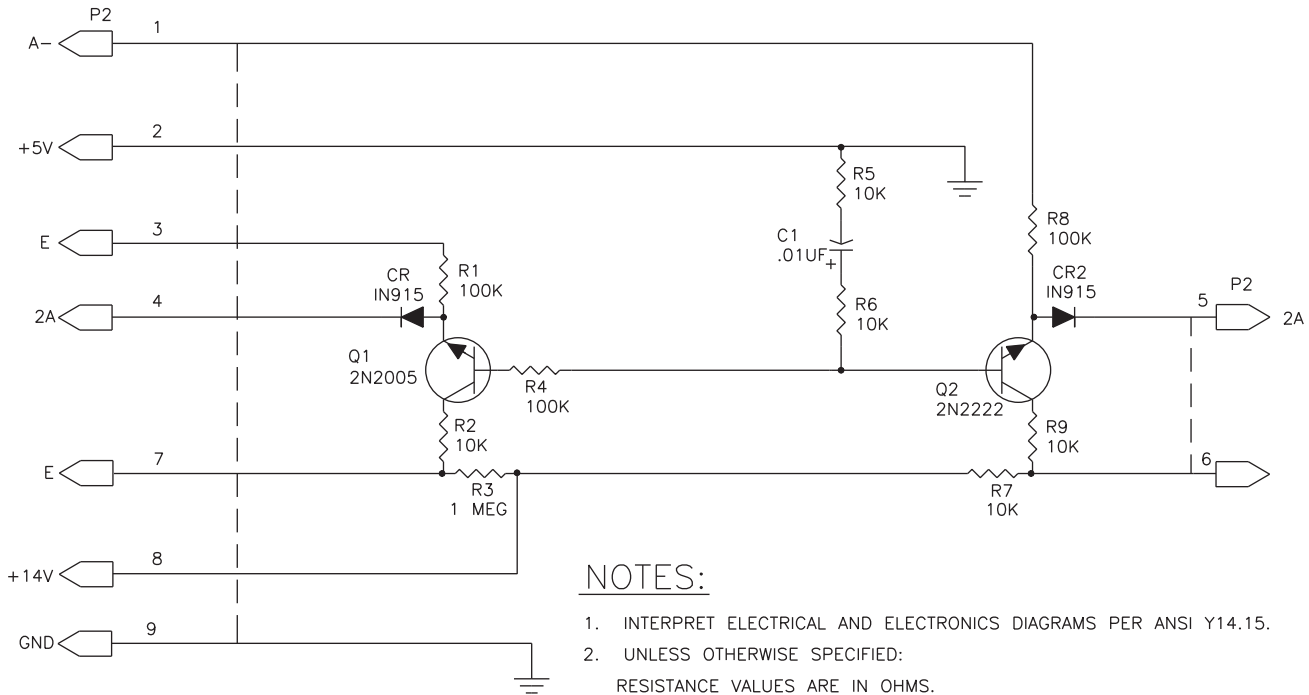 P2
A− 1
+5V 2
E 3
2A 4
E 7
+14V 8
GND 9
R1
100K
CR
IN915
Q1
2N2005
R2
10K
R3
1 MEG
R4
100K
R5
10K
C1
.01UF
+
R6
10K
R8
100K
CR2
IN915
Q2
2N2222
R9
10K
R7
10K
P2
5 2A
6
NOTES:
1. INTERPRET ELECTRICAL AND ELECTRONICS DIAGRAMS PER ANSI Y14.15.
2. UNLESS OTHERWISE SPECIFIED:
RESISTANCE VALUES ARE IN OHMS.